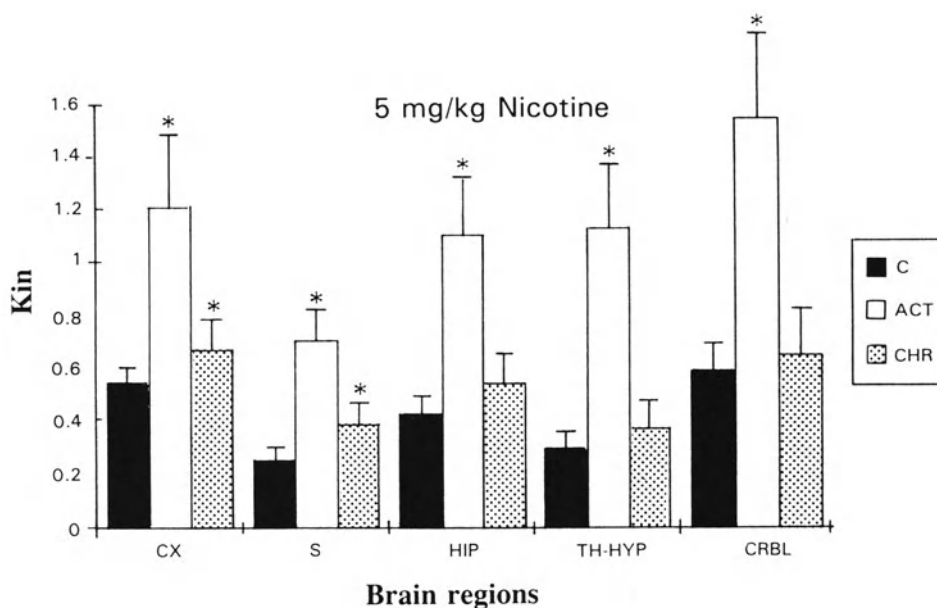 5 mg/kg Nicotine
Kin
1.6
1.4
1.2
1
0.8
0.6
0.4
0.2
0
*
*
*
*
*
*
*
CX
S
HIP
TH-HYP
CRBL
Brain regions
C
ACT
CHR